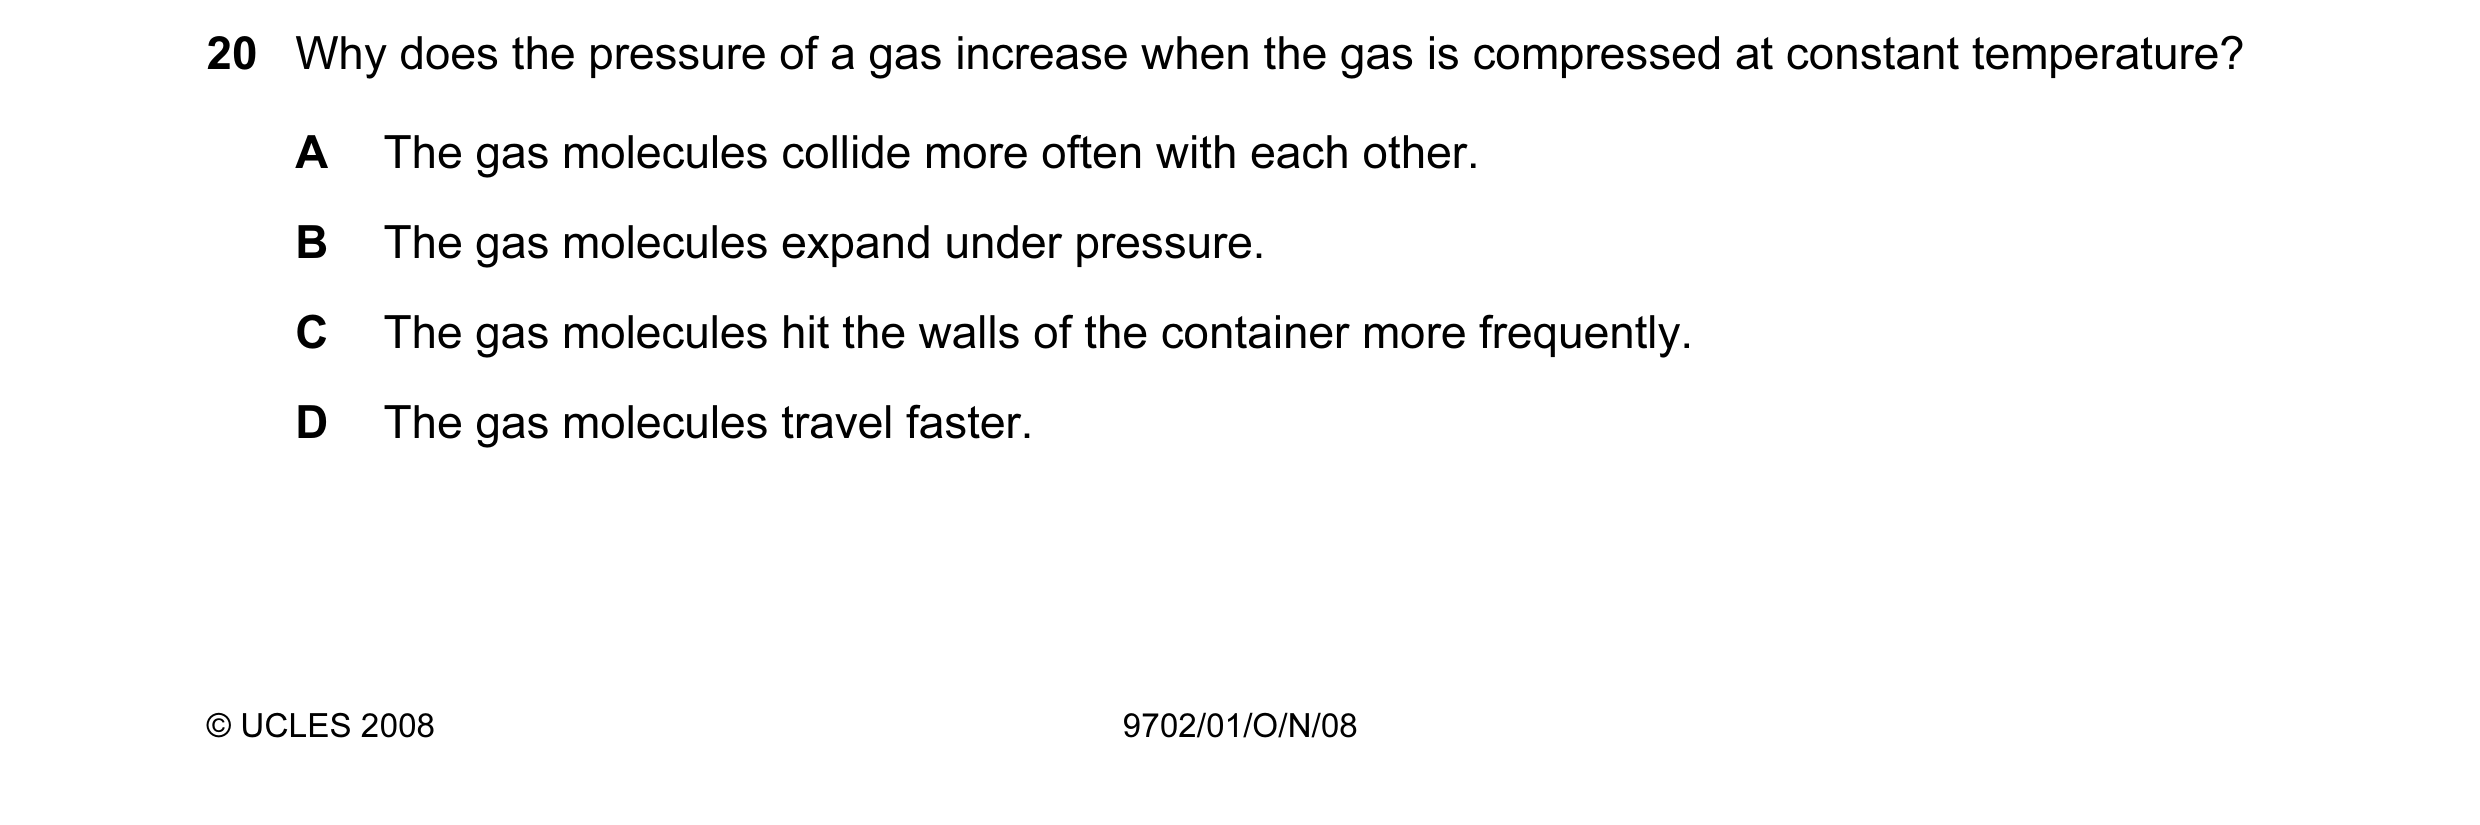 20 Why does the pressure of a gas increase when the gas is compressed at constant temperature?
A The gas molecules collide more often with each other.
B The gas molecules expand under pressure.
C The gas molecules hit the walls of the container more frequently.
D The gas molecules travel faster.
© UCLES 2008 9702/01/O/N/08